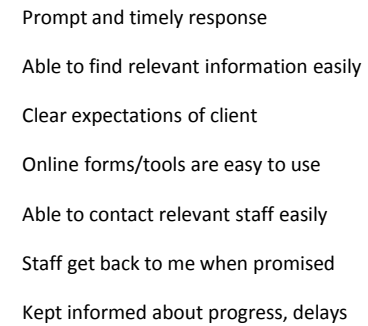 Prompt and timely response
Able to find relevant information easily
Clear expectations of client
Online forms/tools are easy to use
Able to contact relevant staff easily
Staff get back to me when promised
Kept informed about progress, delays